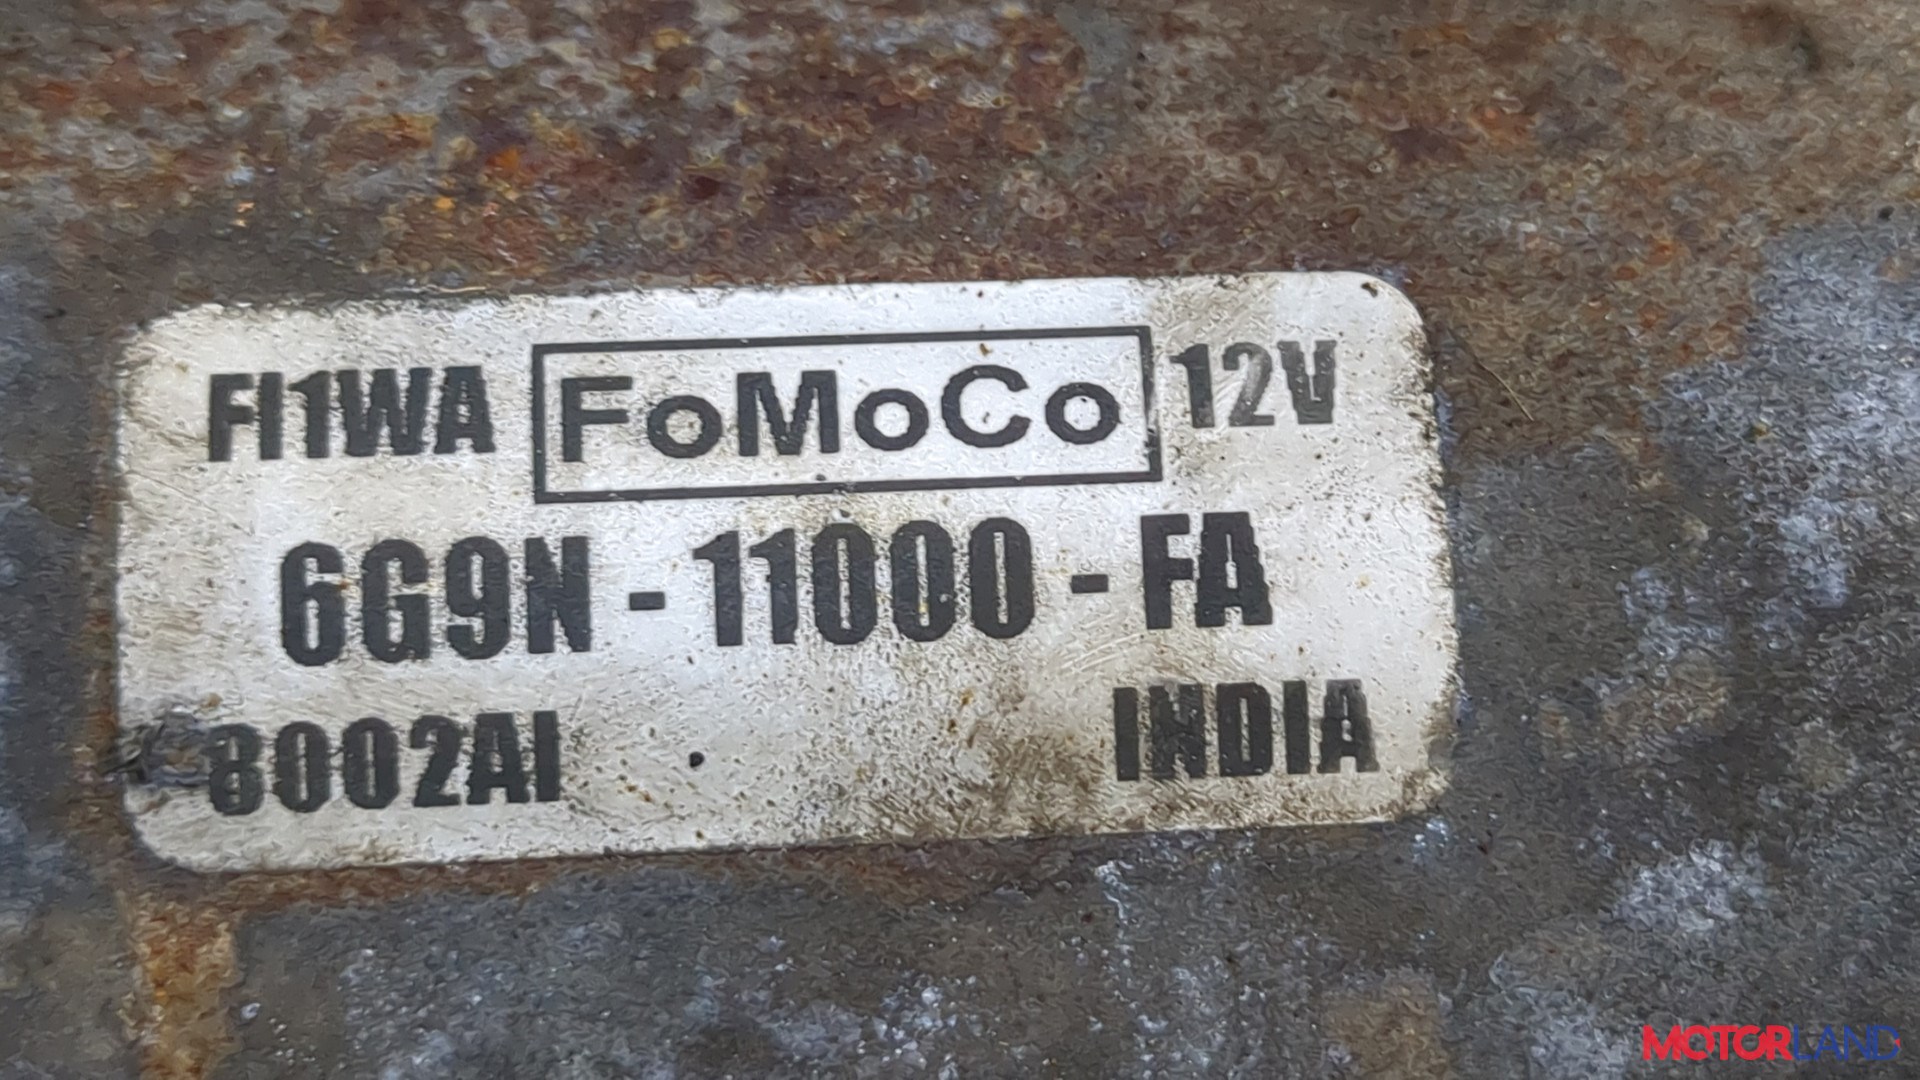 FI1WA FoMoCo 12V
6G9N-11000-FA
8002AI INDIA
MOTORLAND